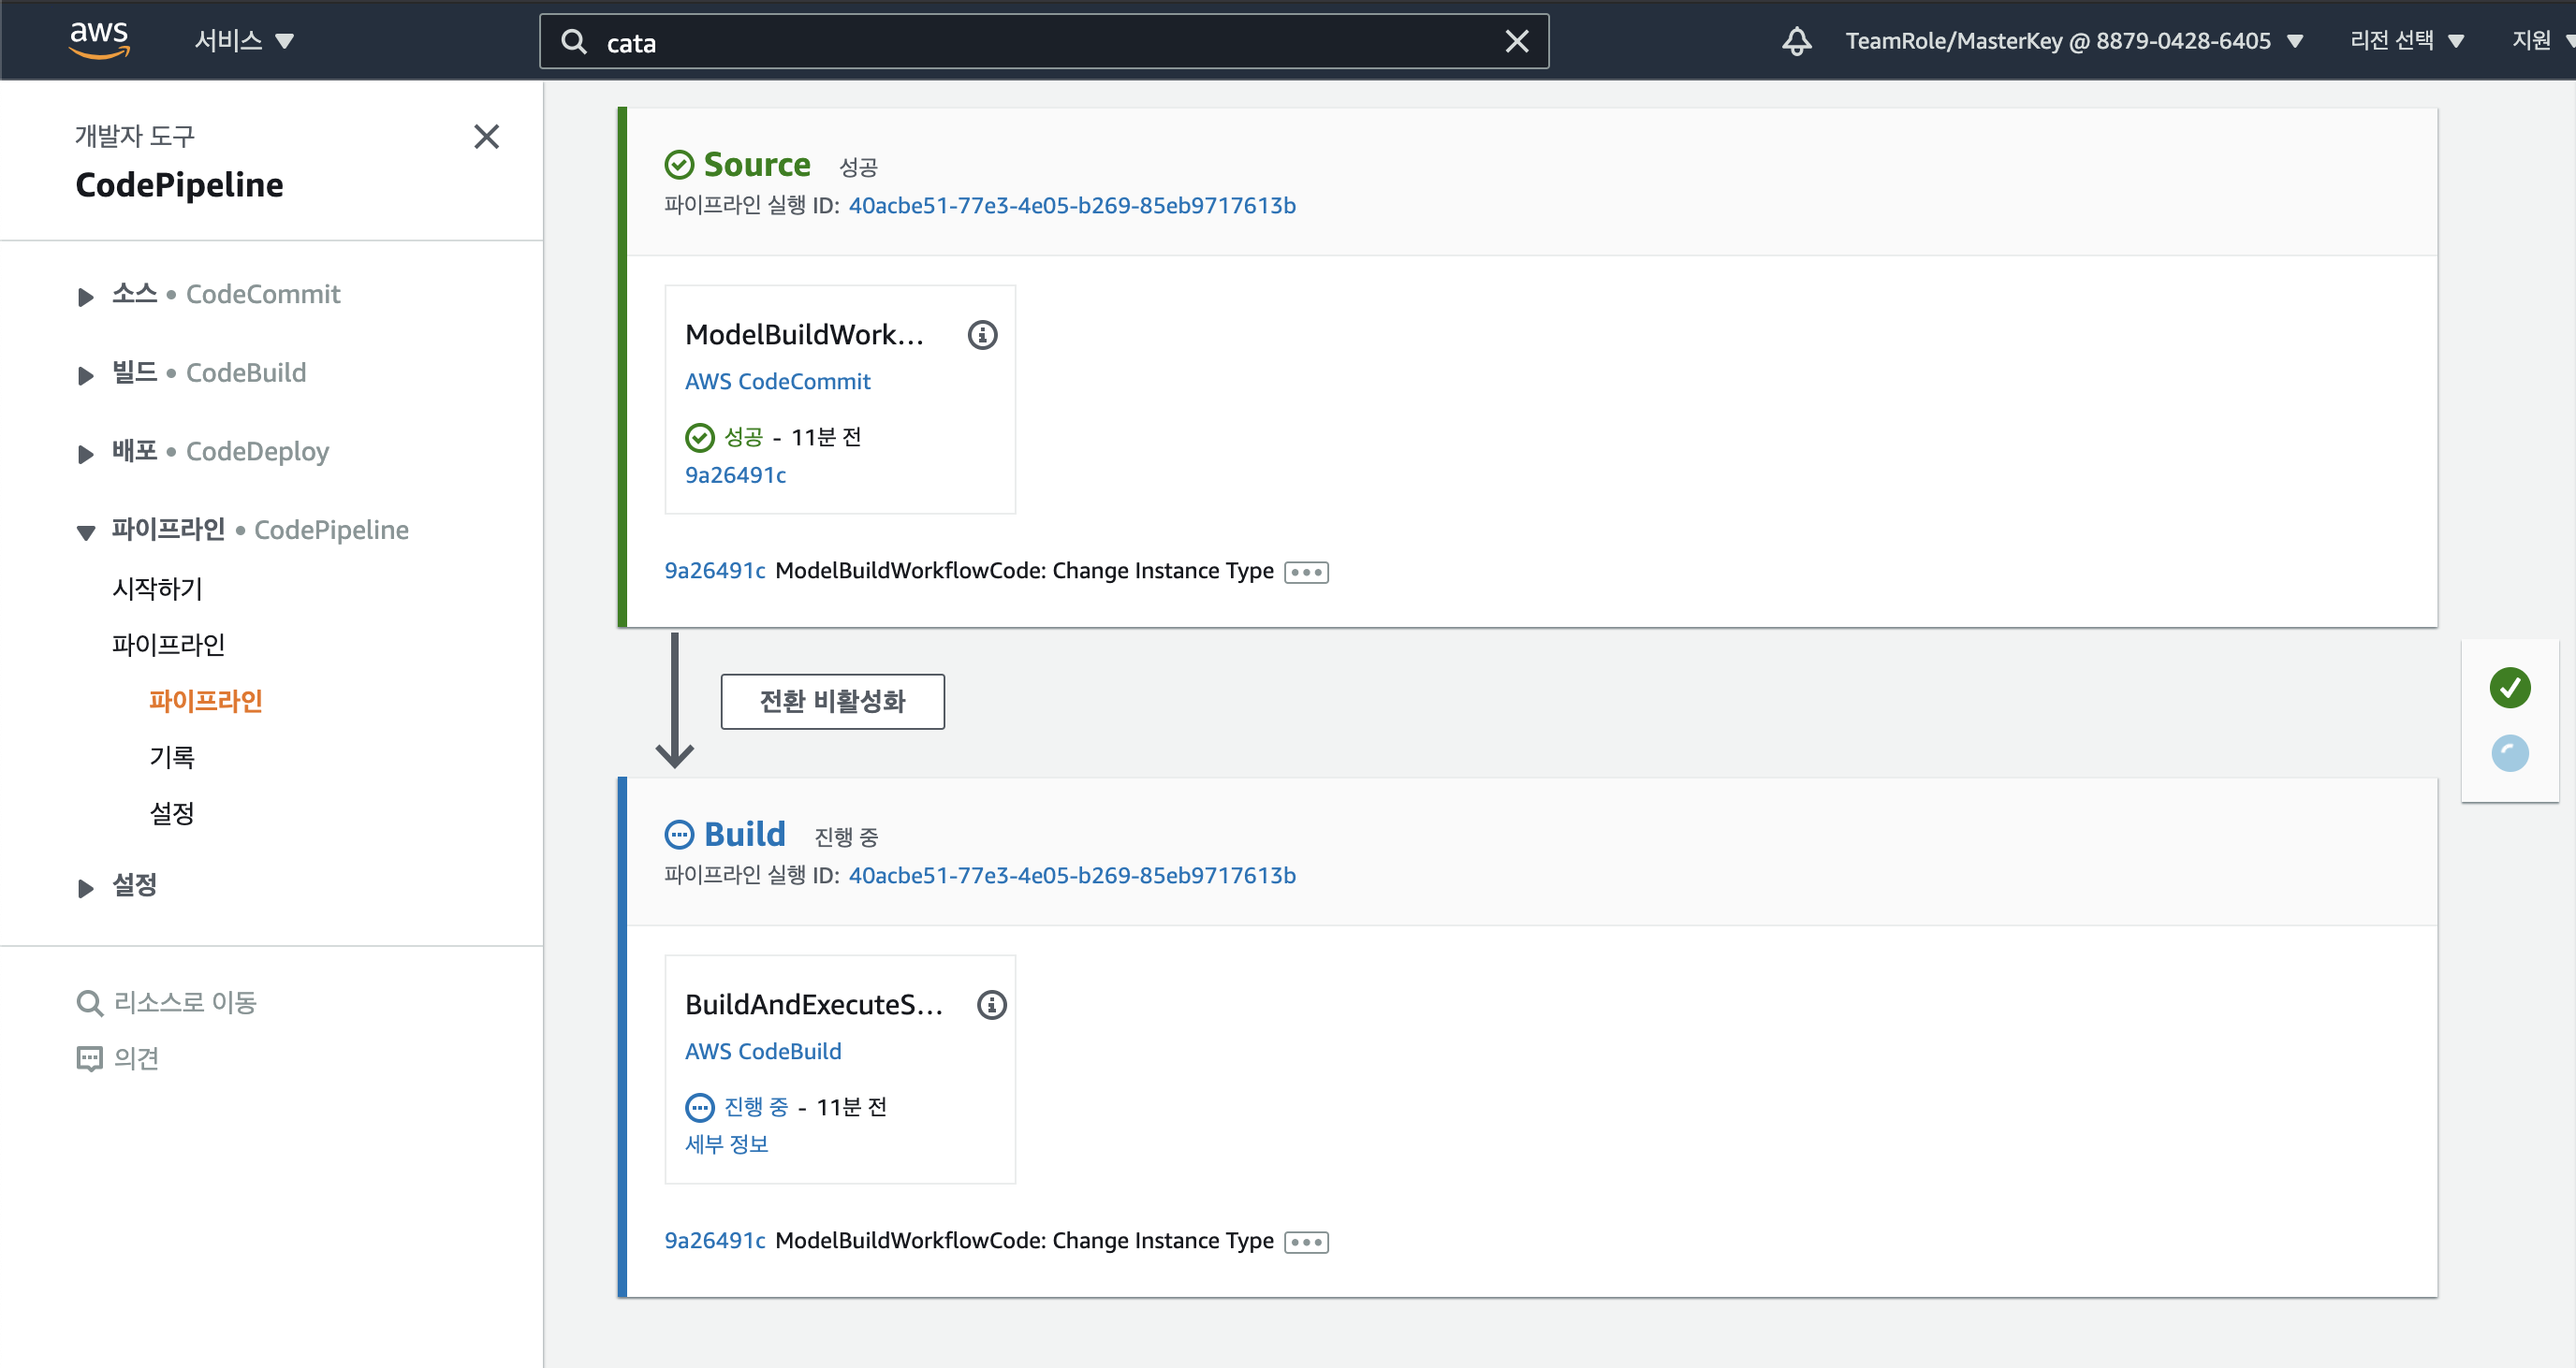 aws
서비스
cata
TeamRole/MasterKey @ 8879-0428-6405
리전 선택
지원
개발자 도구
CodePipeline
소스 • CodeCommit
빌드 • CodeBuild
배포 • CodeDeploy
파이프라인 • CodePipeline
시작하기
파이프라인
파이프라인
기록
설정
설정
리소스로 이동
의견
Source 성공
파이프라인 실행 ID: 40acbe51-77e3-4e05-b269-85eb9717613b
ModelBuildWork...
AWS CodeCommit
성공 - 11분 전
9a26491c
9a26491c ModelBuildWorkflowCode: Change Instance Type
전환 비활성화
Build 진행 중
파이프라인 실행 ID: 40acbe51-77e3-4e05-b269-85eb9717613b
BuildAndExecuteS...
AWS CodeBuild
진행 중 - 11분 전
세부 정보
9a26491c ModelBuildWorkflowCode: Change Instance Type